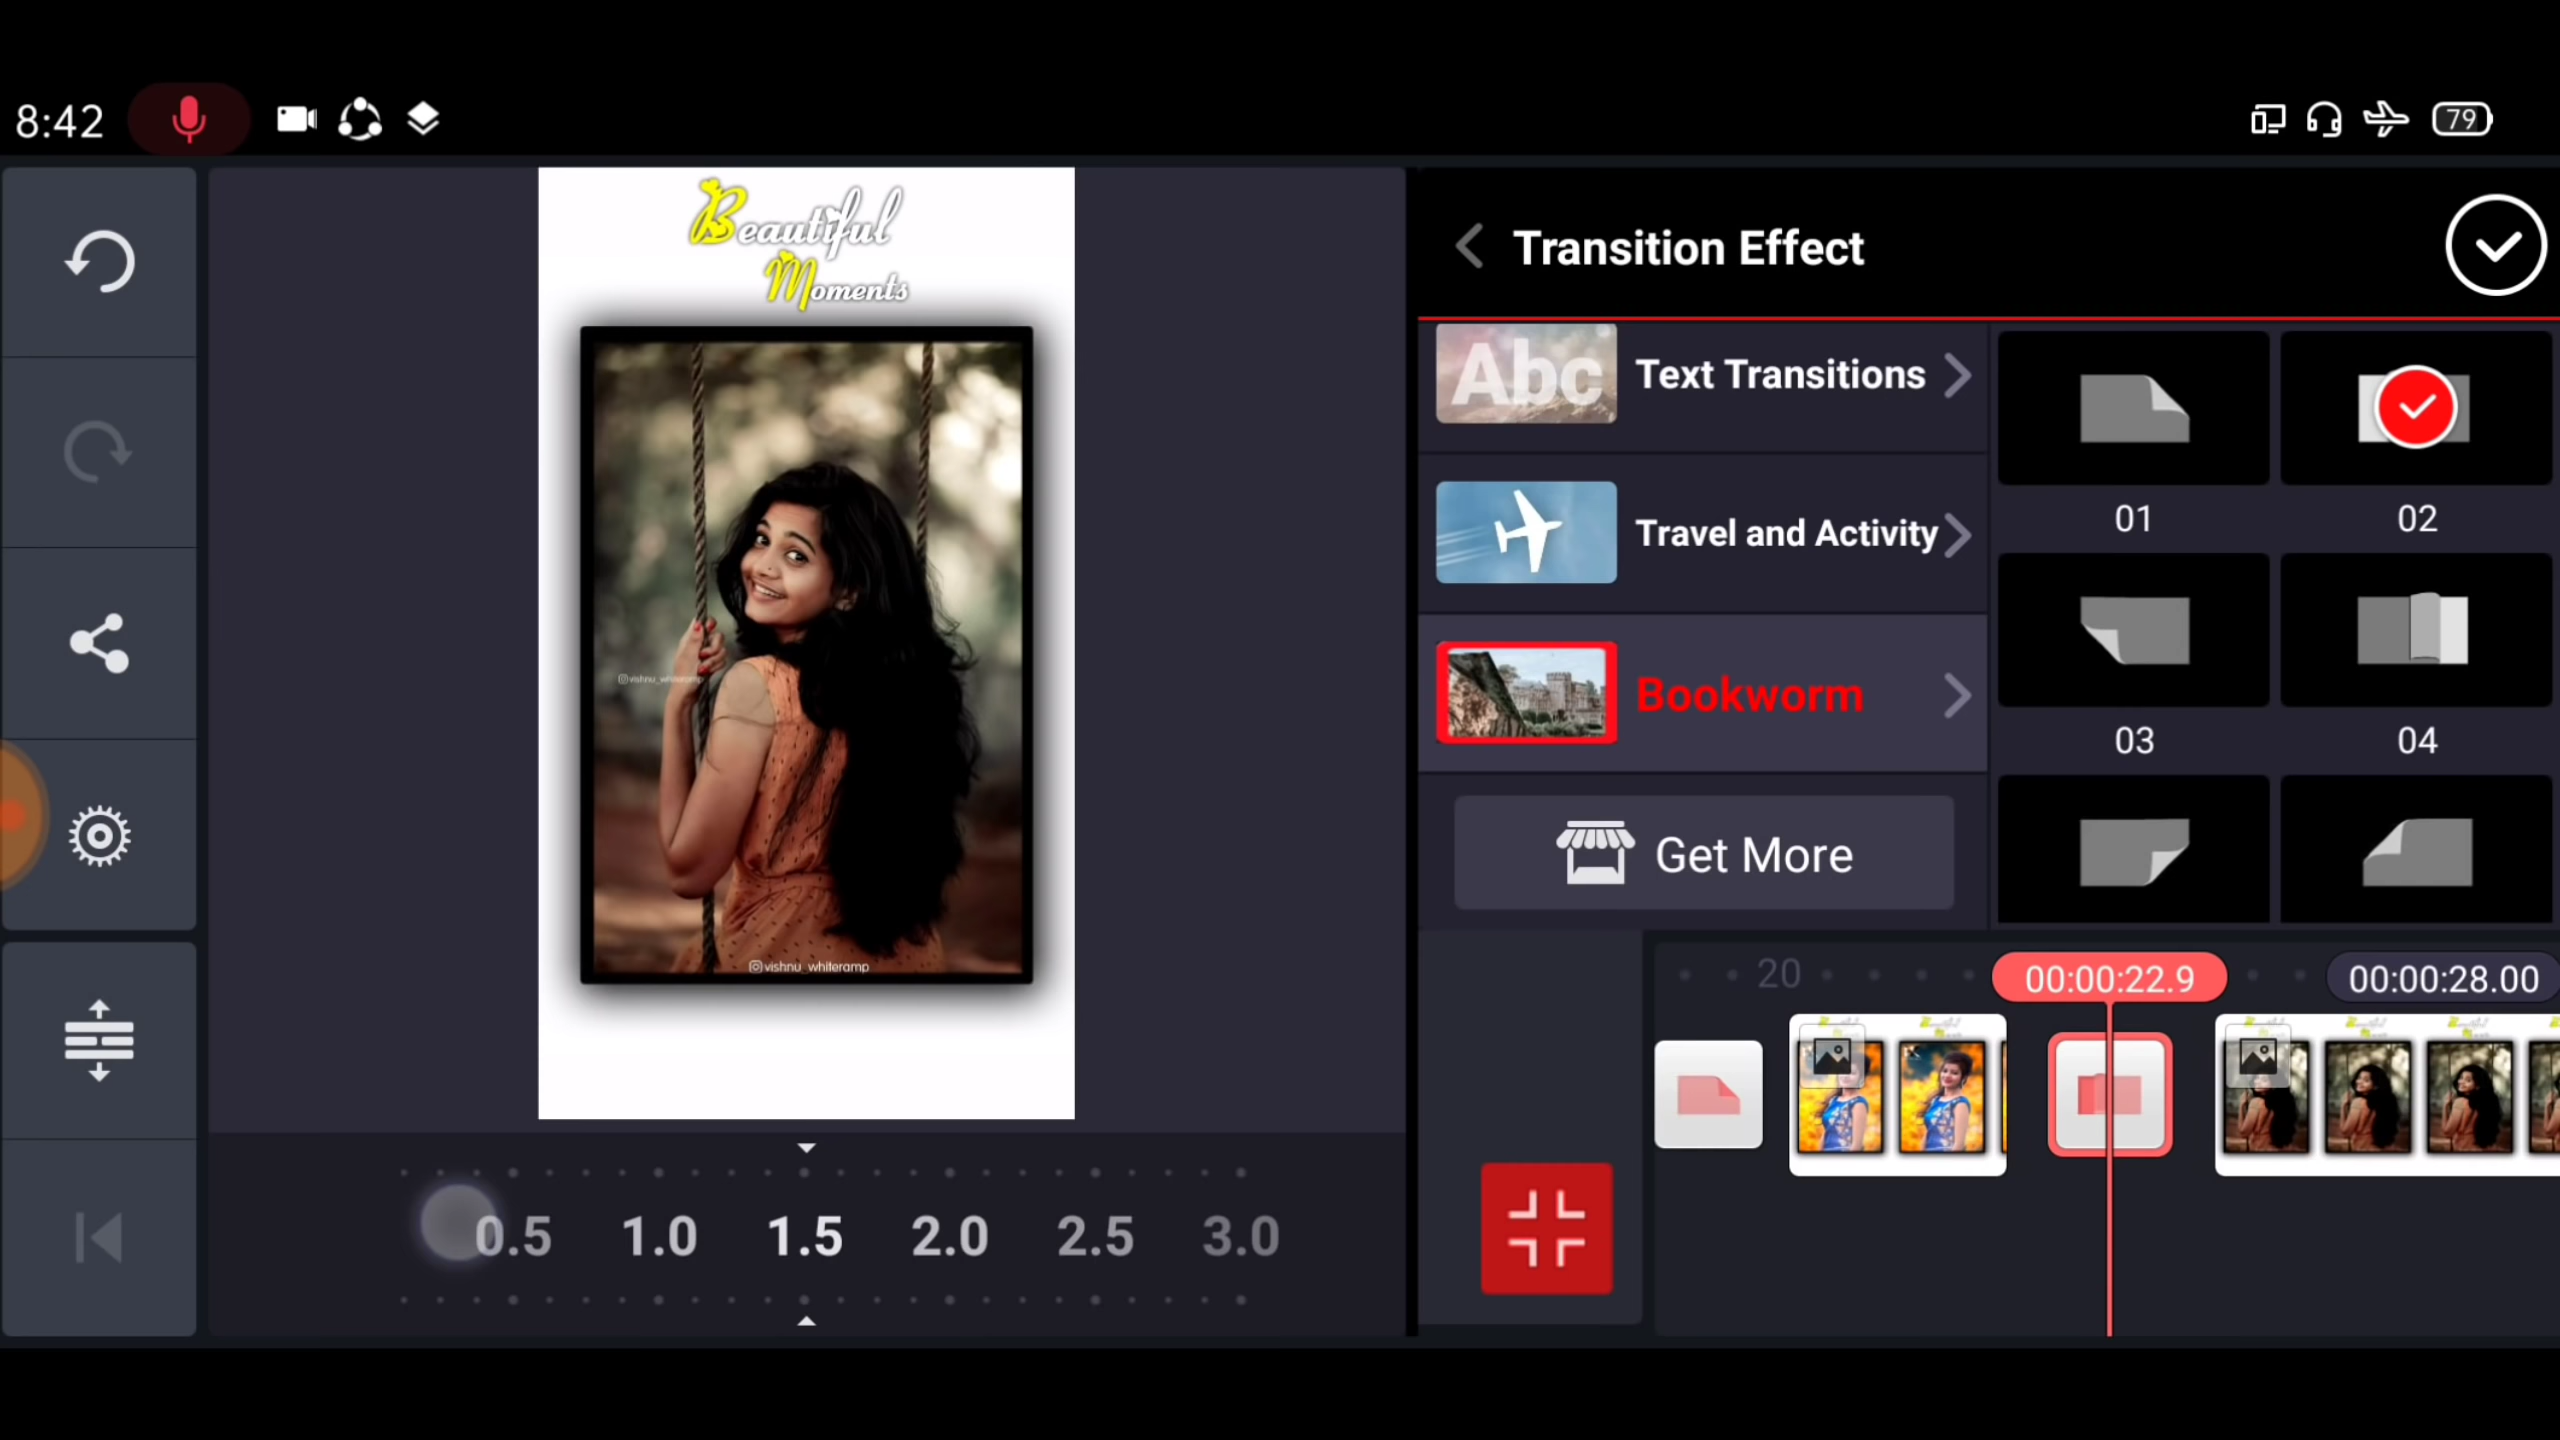 8:42
79
Beautiful
Moments
vishnu_whiteramp
vishnu_whiteramp
0.5 1.0 1.5 2.0 2.5 3.0
Transition Effect
Abc
Text Transitions
Travel and Activity
Bookworm
Get More
01 02
03 04
20 00:00:22.9 00:00:28.00